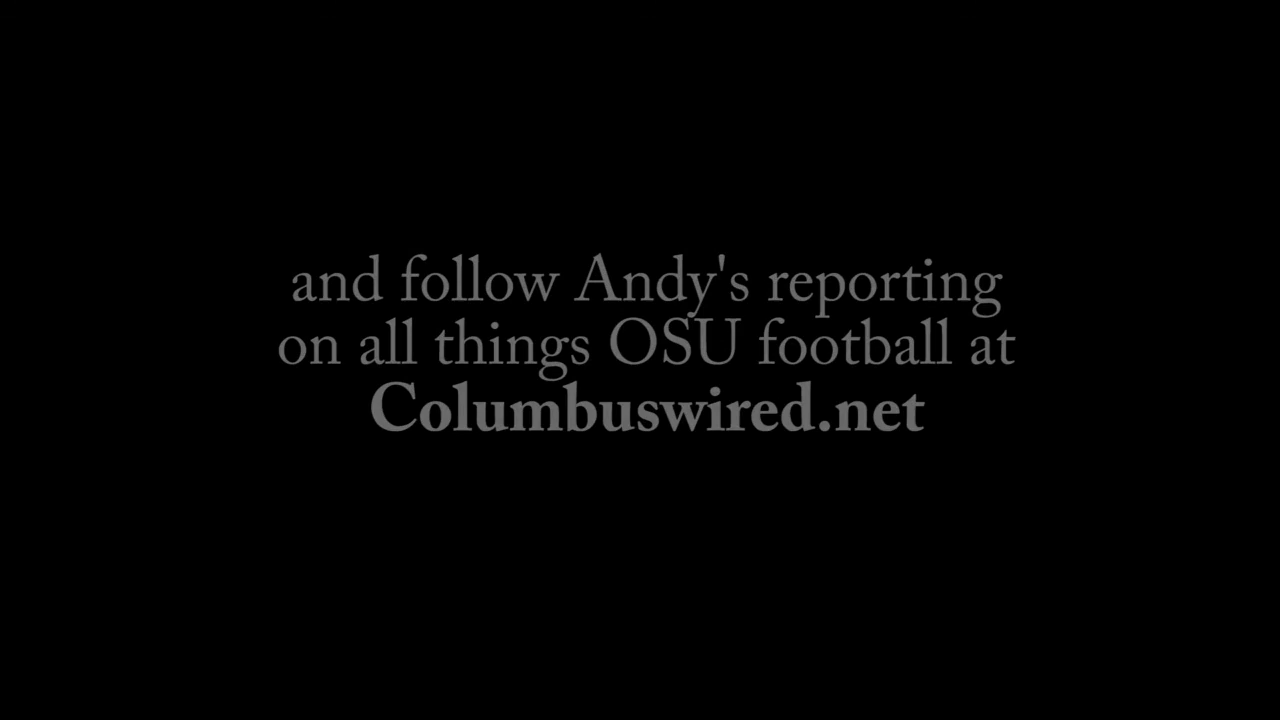 and follow Andy's reporting
on all things OSU football at
Columbuswired.net